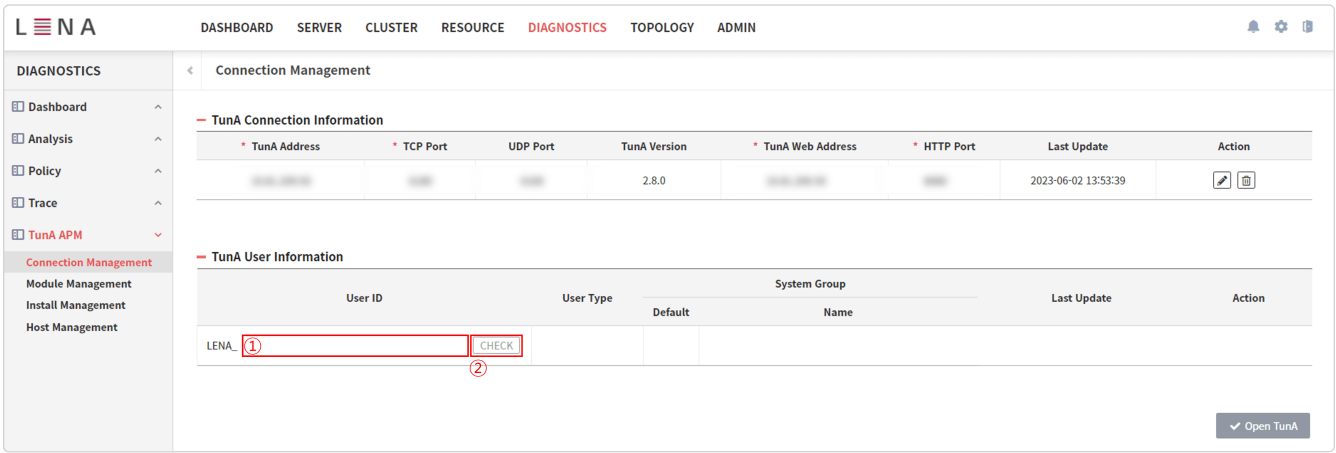 LENA DASHBOARD SERVER CLUSTER RESOURCE DIAGNOSTICS TOPOLOGY ADMIN
DIAGNOSTICS
Connection Management
Dashboard
Analysis
Policy
Trace
TunA APM
Connection Management
Module Management
Install Management
Host Management
TunA Connection Information
* TunA Address * TCP Port UDP Port TunA Version * TunA Web Address * HTTP Port Last Update Action
2.8.0 2023-06-02 13:53:39
TunA User Information
User ID User Type System Group Last Update Action
Default Name
LENA_ ① CHECK
②
Open TunA